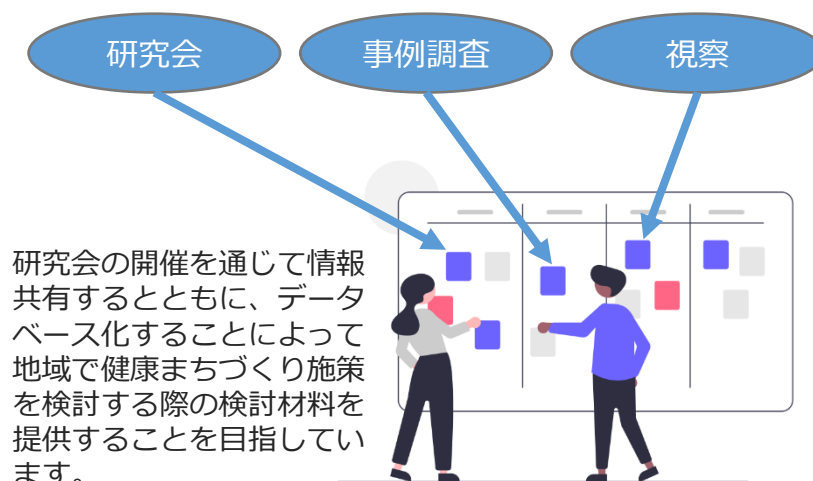 研究会
事例調査
視察
研究会の開催を通じて情報
共有するとともに、データ
ベース化することによって
地域で健康まちづくり施策
を検討する際の検討材料を
提供することを目指してい
ます。